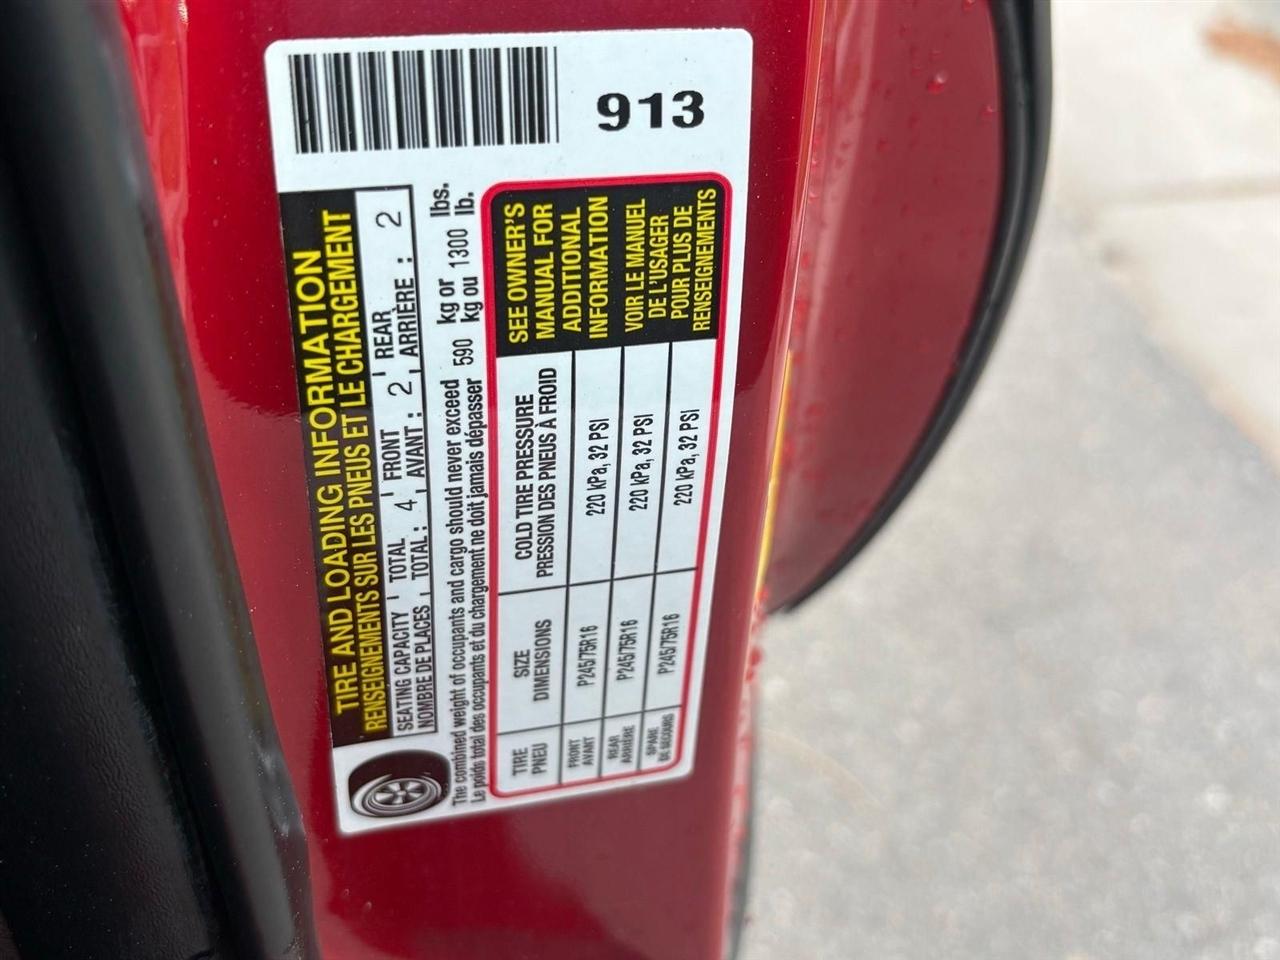 913
TIRE AND LOADING INFORMATION
RENSEIGNEMENTS SUR LES PNEUS ET LE CHARGEMENT
SEATING CAPACITY TOTAL 4 FRONT 2 REAR 2
NOMBRE DE PLACES TOTAL : AVANT : ARRIÈRE :
The combined weight of occupants and cargo should never exceed 590 kg or 1300 lbs.
Le poids total des occupants et du chargement ne doit jamais dépasser kg ou lb.
TIRE
PNEU
SIZE
DIMENSIONS
COLD TIRE PRESSURE
PRESSION DES PNEUS À FROID
SEE OWNER'S
MANUAL FOR
ADDITIONAL
INFORMATION
VOIR LE MANUEL
DE L'USAGER
POUR PLUS DE
RENSEIGNEMENTS
FRONT
AVANT
P245/75R16
220 kPa, 32 PSI
REAR
ARRIÈRE
P245/75R16
220 kPa, 32 PSI
SPARE
DE SECOURS
P245/75R16
220 kPa, 32 PSI